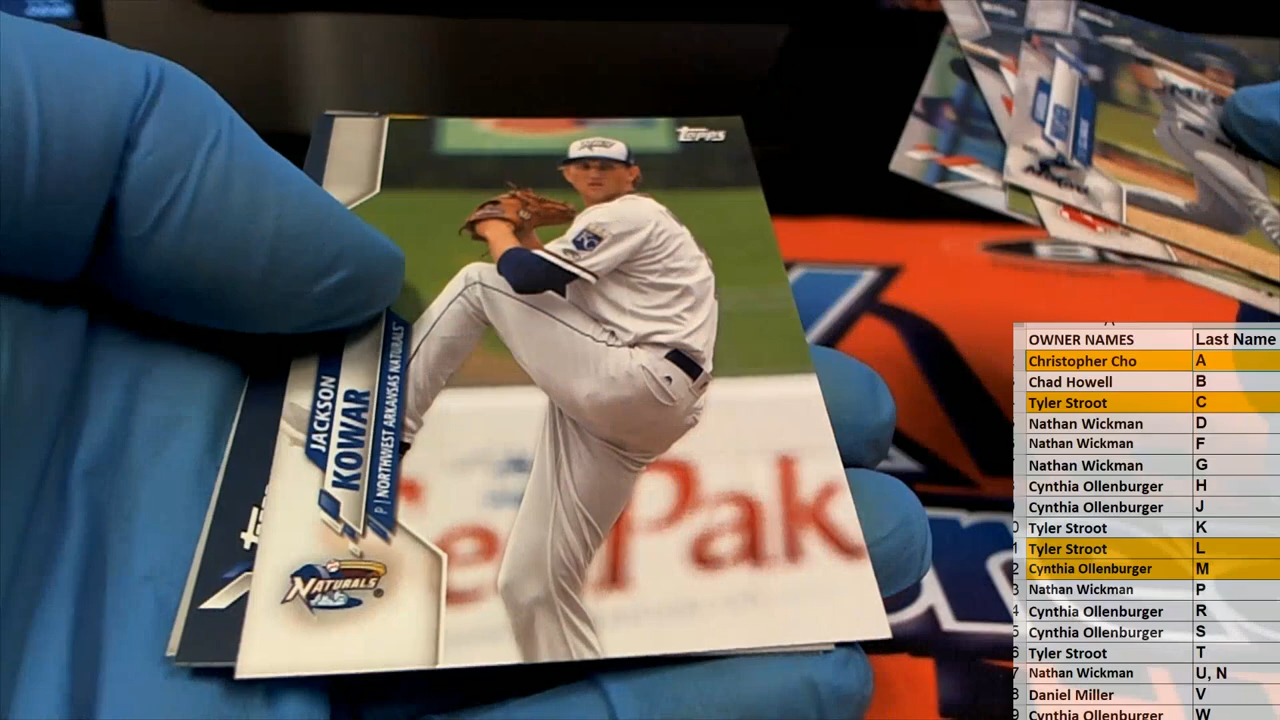 Topps
JACKSON
KOWAR
P | NORTHWEST ARKANSAS NATURALS
NATURALS
KC
Pak
OWNER NAMES Last Name
Christopher Cho A
Chad Howell B
Tyler Stroot C
Nathan Wickman D
Nathan Wickman F
Nathan Wickman G
Cynthia Ollenburger H
Cynthia Ollenburger J
Tyler Stroot K
Tyler Stroot L
Cynthia Ollenburger M
Nathan Wickman P
Cynthia Ollenburger R
Cynthia Ollenburger S
Tyler Stroot T
Nathan Wickman U, N
Daniel Miller V
Cynthia Ollenburger W